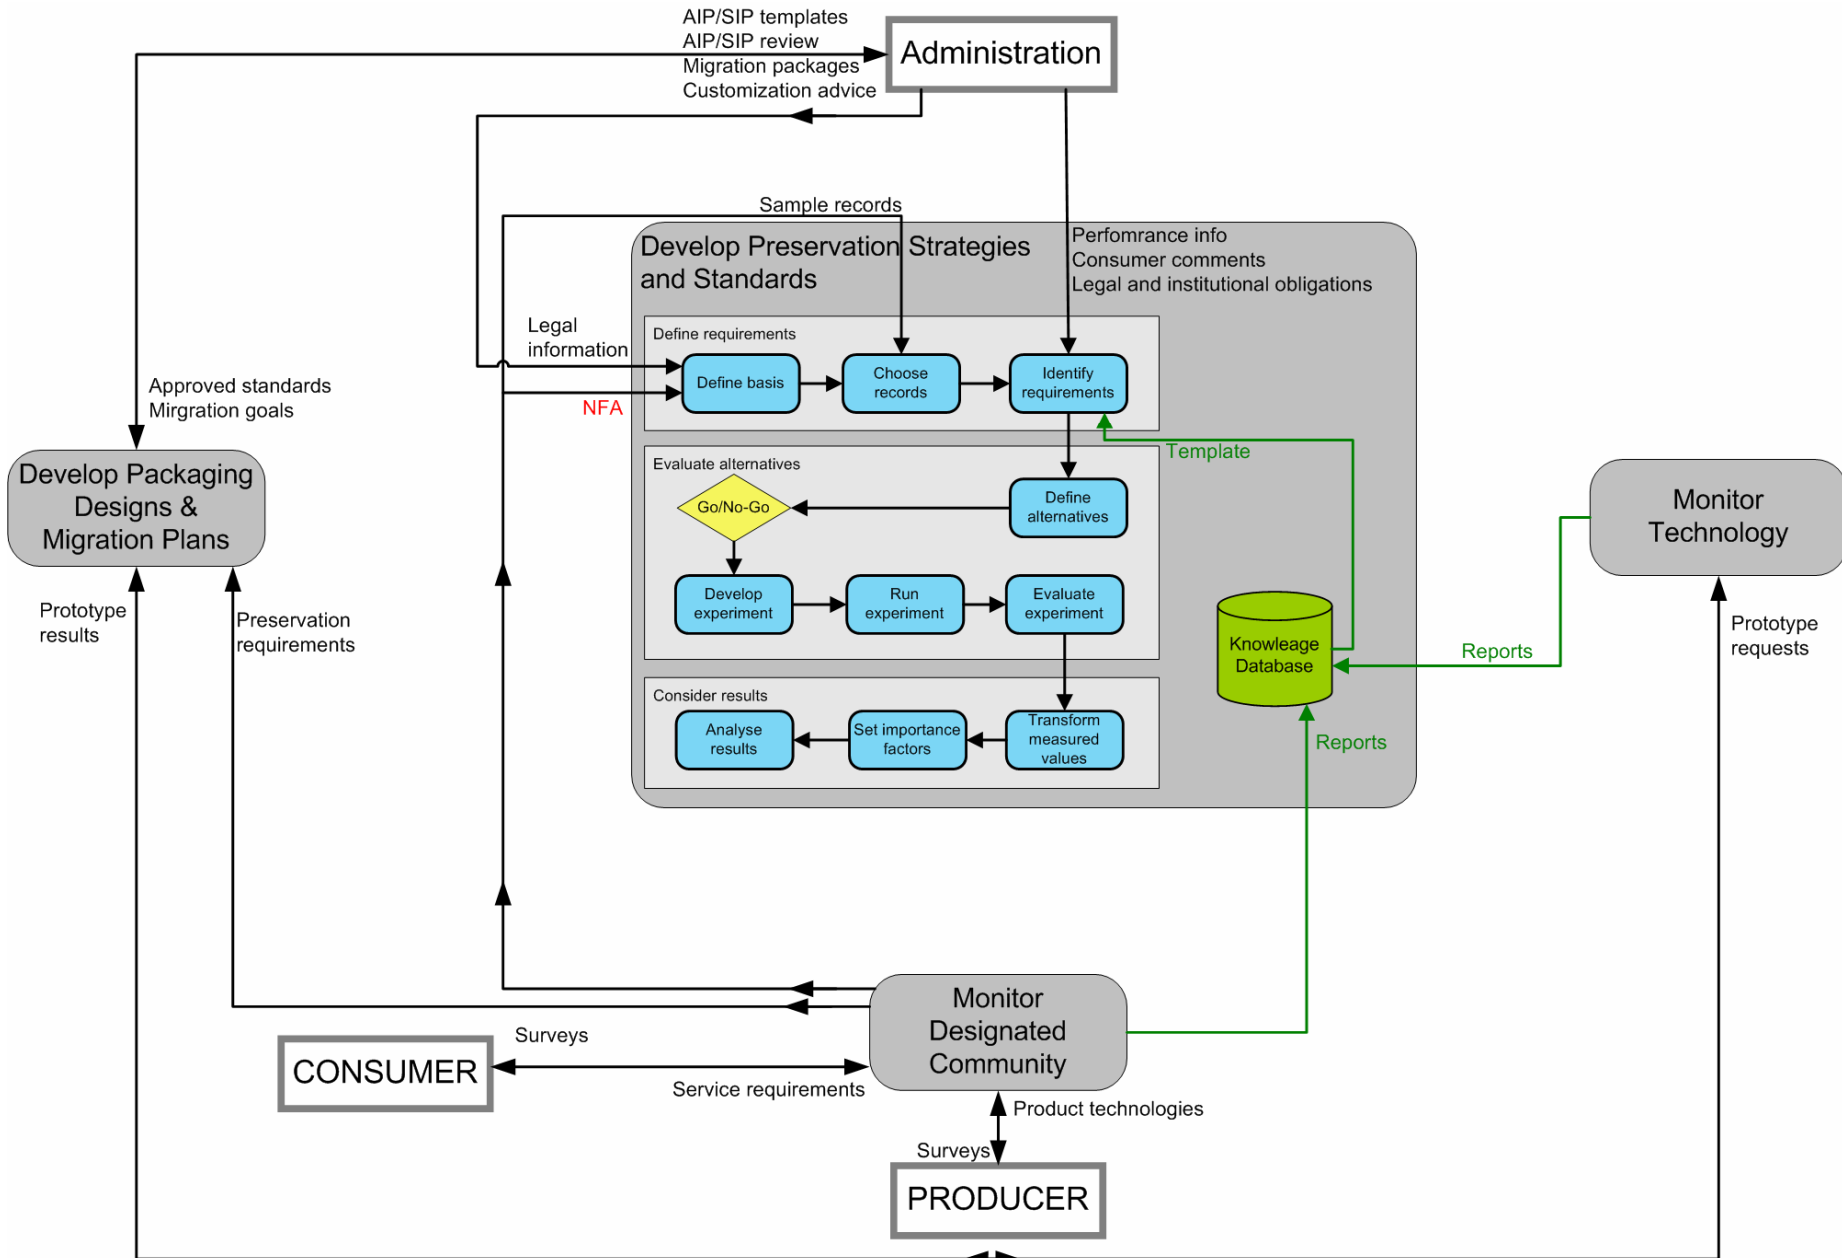 AIP/SIP templates
AIP/SIP review
Migration packages
Customization advice
Administration
Sample records
Develop Preservation Strategies
and Standards
Perfomrance info
Consumer comments
Legal and institutional obligations
Legal
information
NFA
Define requirements
Define basis
Choose
records
Identify
requirements
Approved standards
Mirgration goals
Develop Packaging
Designs &
Migration Plans
Template
Evaluate alternatives
Go/No-Go
Define
alternatives
Monitor
Technology
Develop
experiment
Run
experiment
Evaluate
experiment
Prototype
results
Preservation
requirements
Knowleage
Database
Reports
Prototype
requests
Consider results
Analyse
results
Set importance
factors
Transform
measured
values
Reports
Monitor
Designated
Community
Surveys
CONSUMER
Service requirements
Product technologies
Surveys
PRODUCER